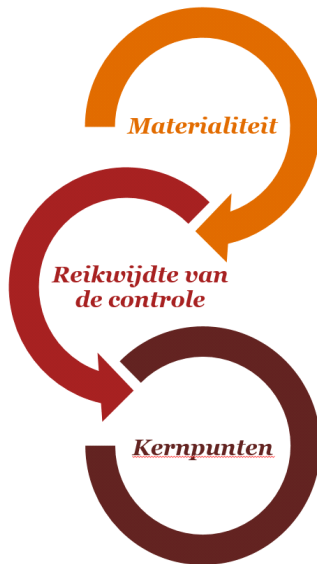 Materialiteit
Reikwijdte van
de controle
Kernpunten